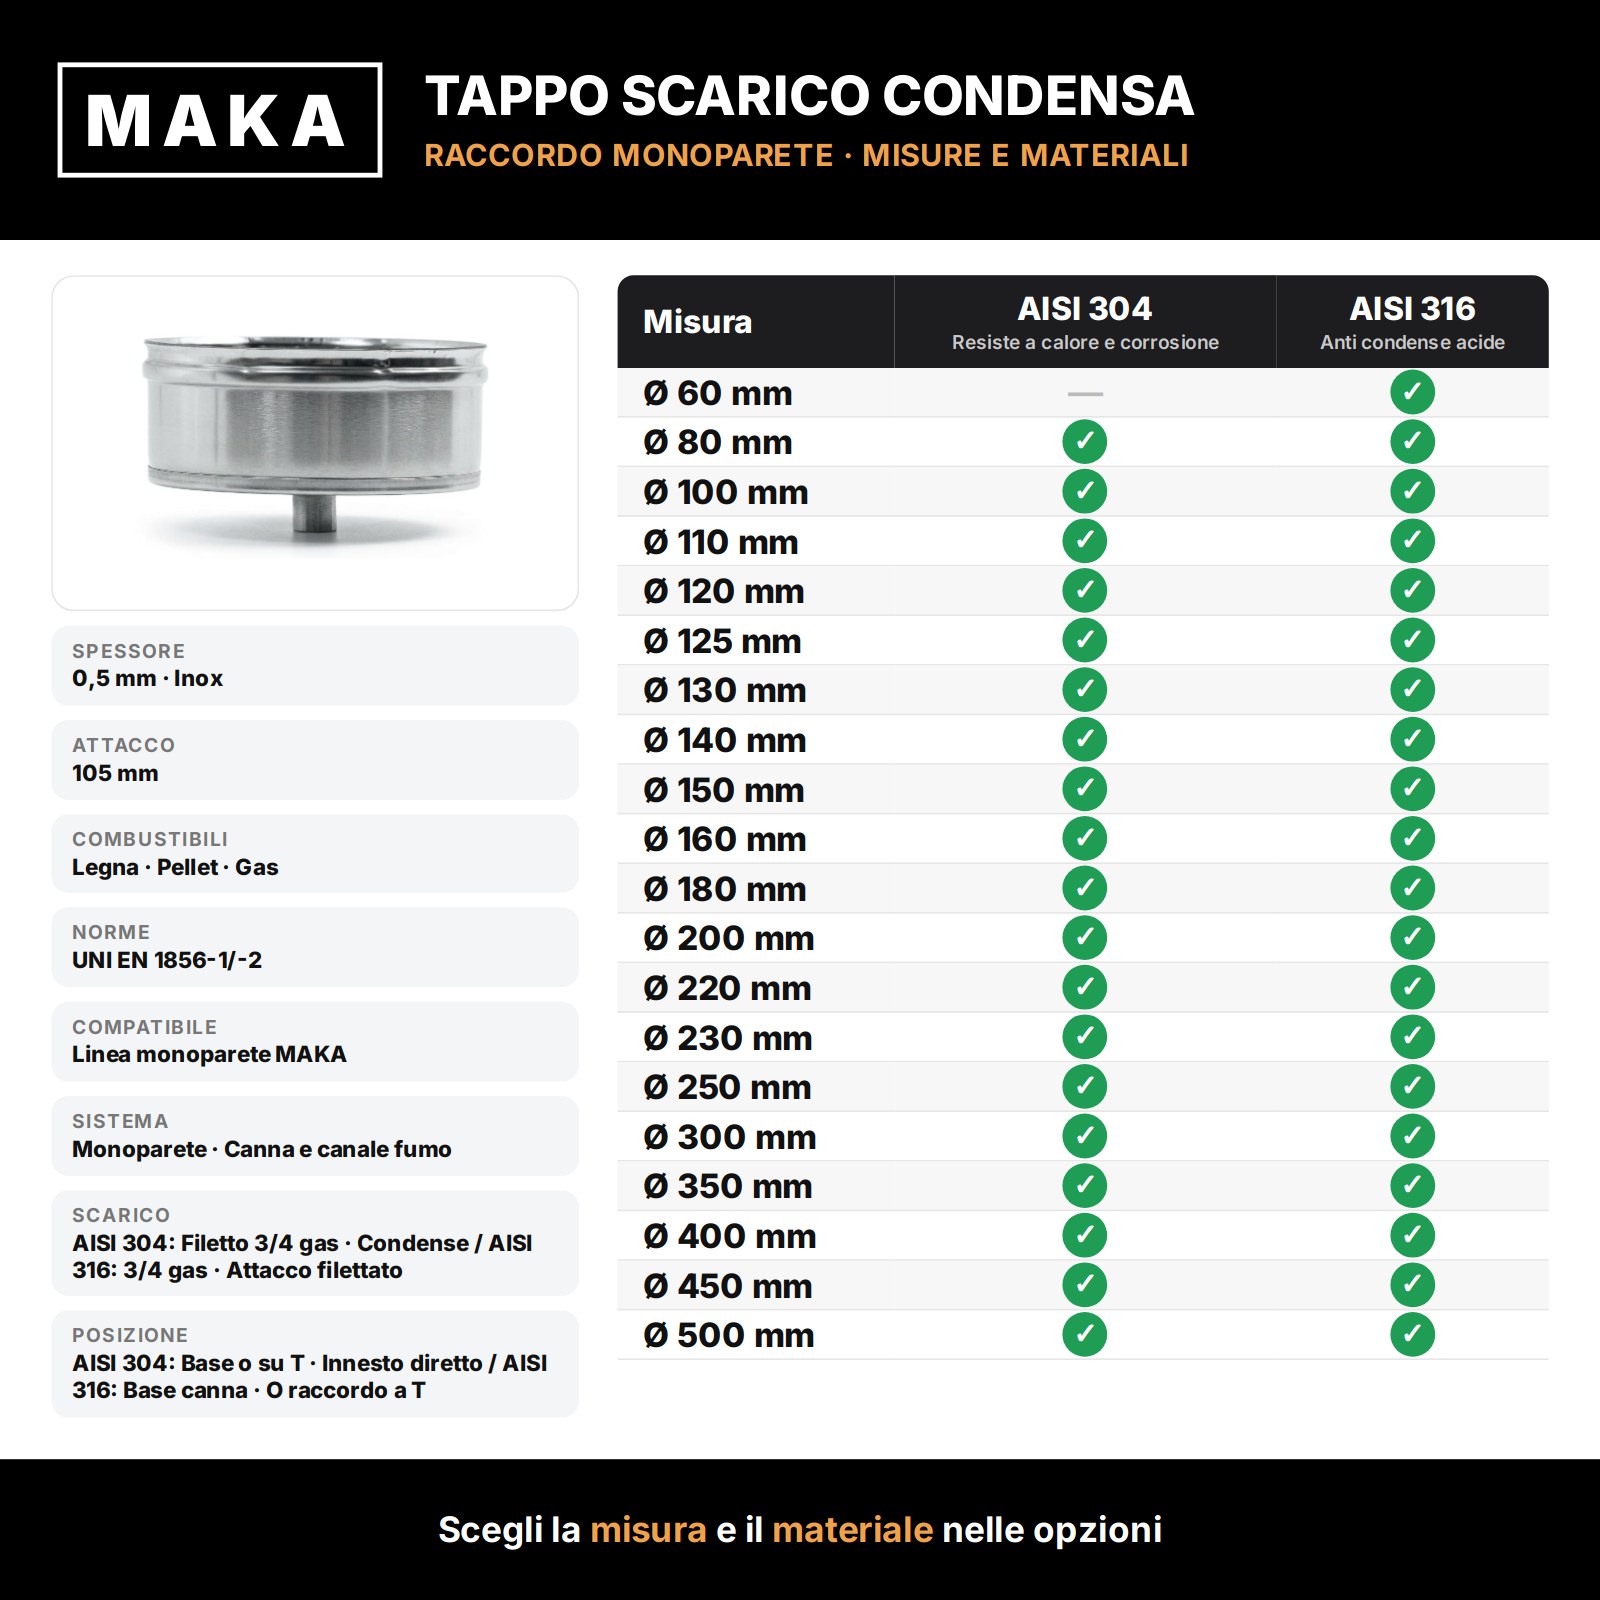 MAKA
TAPPO SCARICO CONDENSA
RACCORDO MONOPARETE · MISURE E MATERIALI
SPESSORE
0,5 mm · Inox
ATTACCO
105 mm
COMBUSTIBILI
Legna · Pellet · Gas
NORME
UNI EN 1856-1/-2
COMPATIBILE
Linea monoparete MAKA
SISTEMA
Monoparete · Canna e canale fumo
SCARICO
AISI 304: Filetto 3/4 gas · Condense / AISI
316: 3/4 gas · Attacco filettato
POSIZIONE
AISI 304: Base o su T · Innesto diretto / AISI
316: Base canna · O raccordo a T
Misura AISI 304 AISI 316
Resiste a calore e corrosione Anti condense acide
Ø 60 mm — ✓
Ø 80 mm ✓ ✓
Ø 100 mm ✓ ✓
Ø 110 mm ✓ ✓
Ø 120 mm ✓ ✓
Ø 125 mm ✓ ✓
Ø 130 mm ✓ ✓
Ø 140 mm ✓ ✓
Ø 150 mm ✓ ✓
Ø 160 mm ✓ ✓
Ø 180 mm ✓ ✓
Ø 200 mm ✓ ✓
Ø 220 mm ✓ ✓
Ø 230 mm ✓ ✓
Ø 250 mm ✓ ✓
Ø 300 mm ✓ ✓
Ø 350 mm ✓ ✓
Ø 400 mm ✓ ✓
Ø 450 mm ✓ ✓
Ø 500 mm ✓ ✓
Scegli la misura e il materiale nelle opzioni